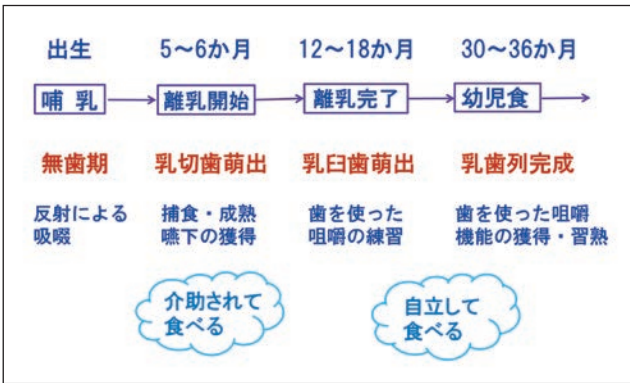 出生 5～6か月 12～18か月 30～36か月
哺乳 離乳開始 離乳完了 幼児食
無歯期 乳切歯萌出 乳臼歯萌出 乳歯列完成
反射による
吸啜
捕食・成熟
嚥下の獲得
歯を使った
咀嚼の練習
歯を使った咀嚼
機能の獲得・習熟
介助されて
食べる
自立して
食べる